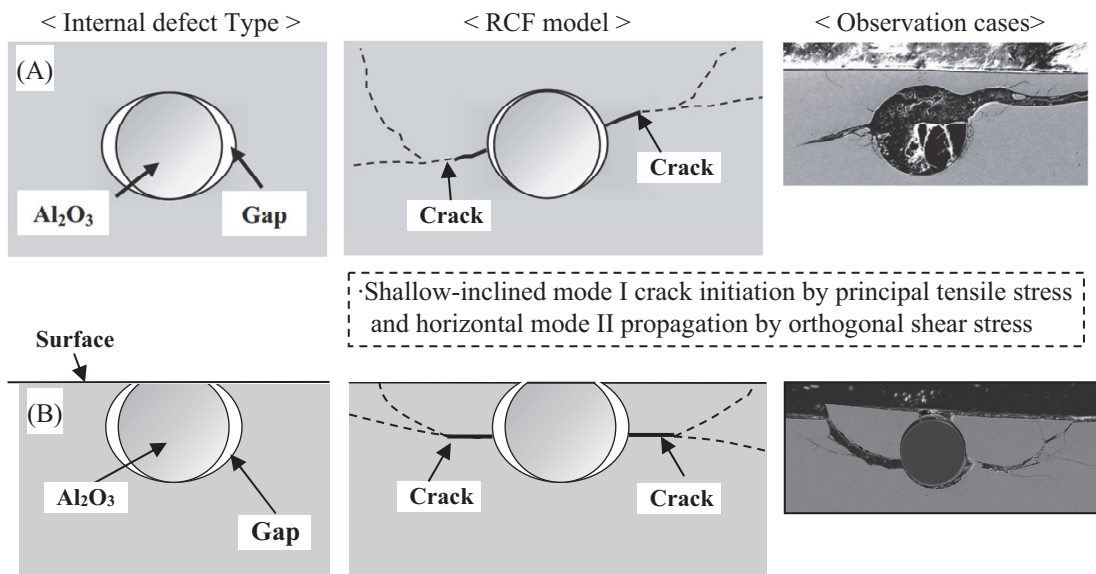 < Internal defect Type >
< RCF model >
< Observation cases>
(A)
Al₂O₃
Gap
Crack
Crack
·Shallow-inclined mode I crack initiation by principal tensile stress
and horizontal mode II propagation by orthogonal shear stress
Surface
(B)
Al₂O₃
Gap
Crack
Crack